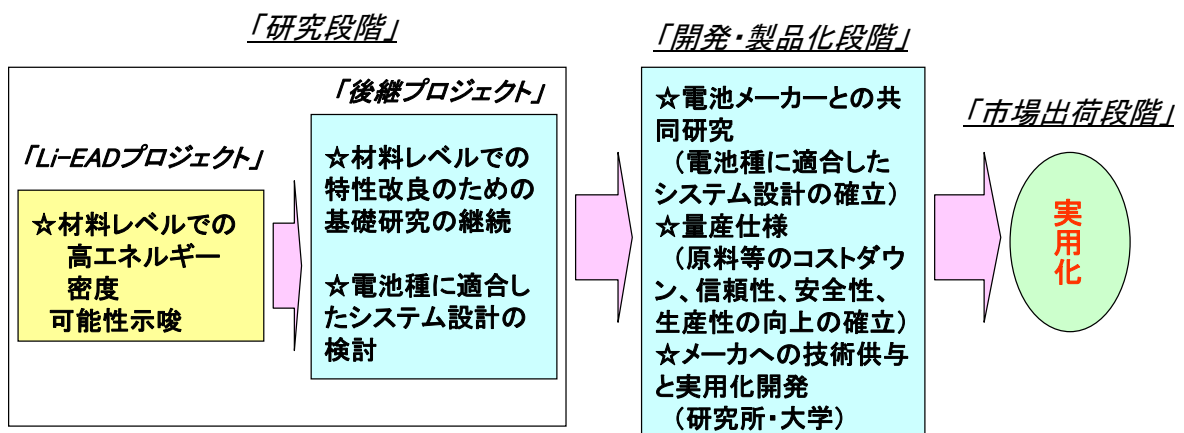 「研究段階」
「Li-EADプロジェクト」
☆材料レベルでの
高エネルギー
密度
可能性示唆
「後継プロジェクト」
☆材料レベルでの
特性改良のための
基礎研究の継続
☆電池種に適合し
たシステム設計の
検討
「開発・製品化段階」
☆電池メーカーとの共
同研究
（電池種に適合した
システム設計の確立）
☆量産仕様
（原料等のコストダウ
ン、信頼性、安全性、
生産性の向上の確立）
☆メーカへの技術供与
と実用化開発
（研究所・大学）
「市場出荷段階」
実用化